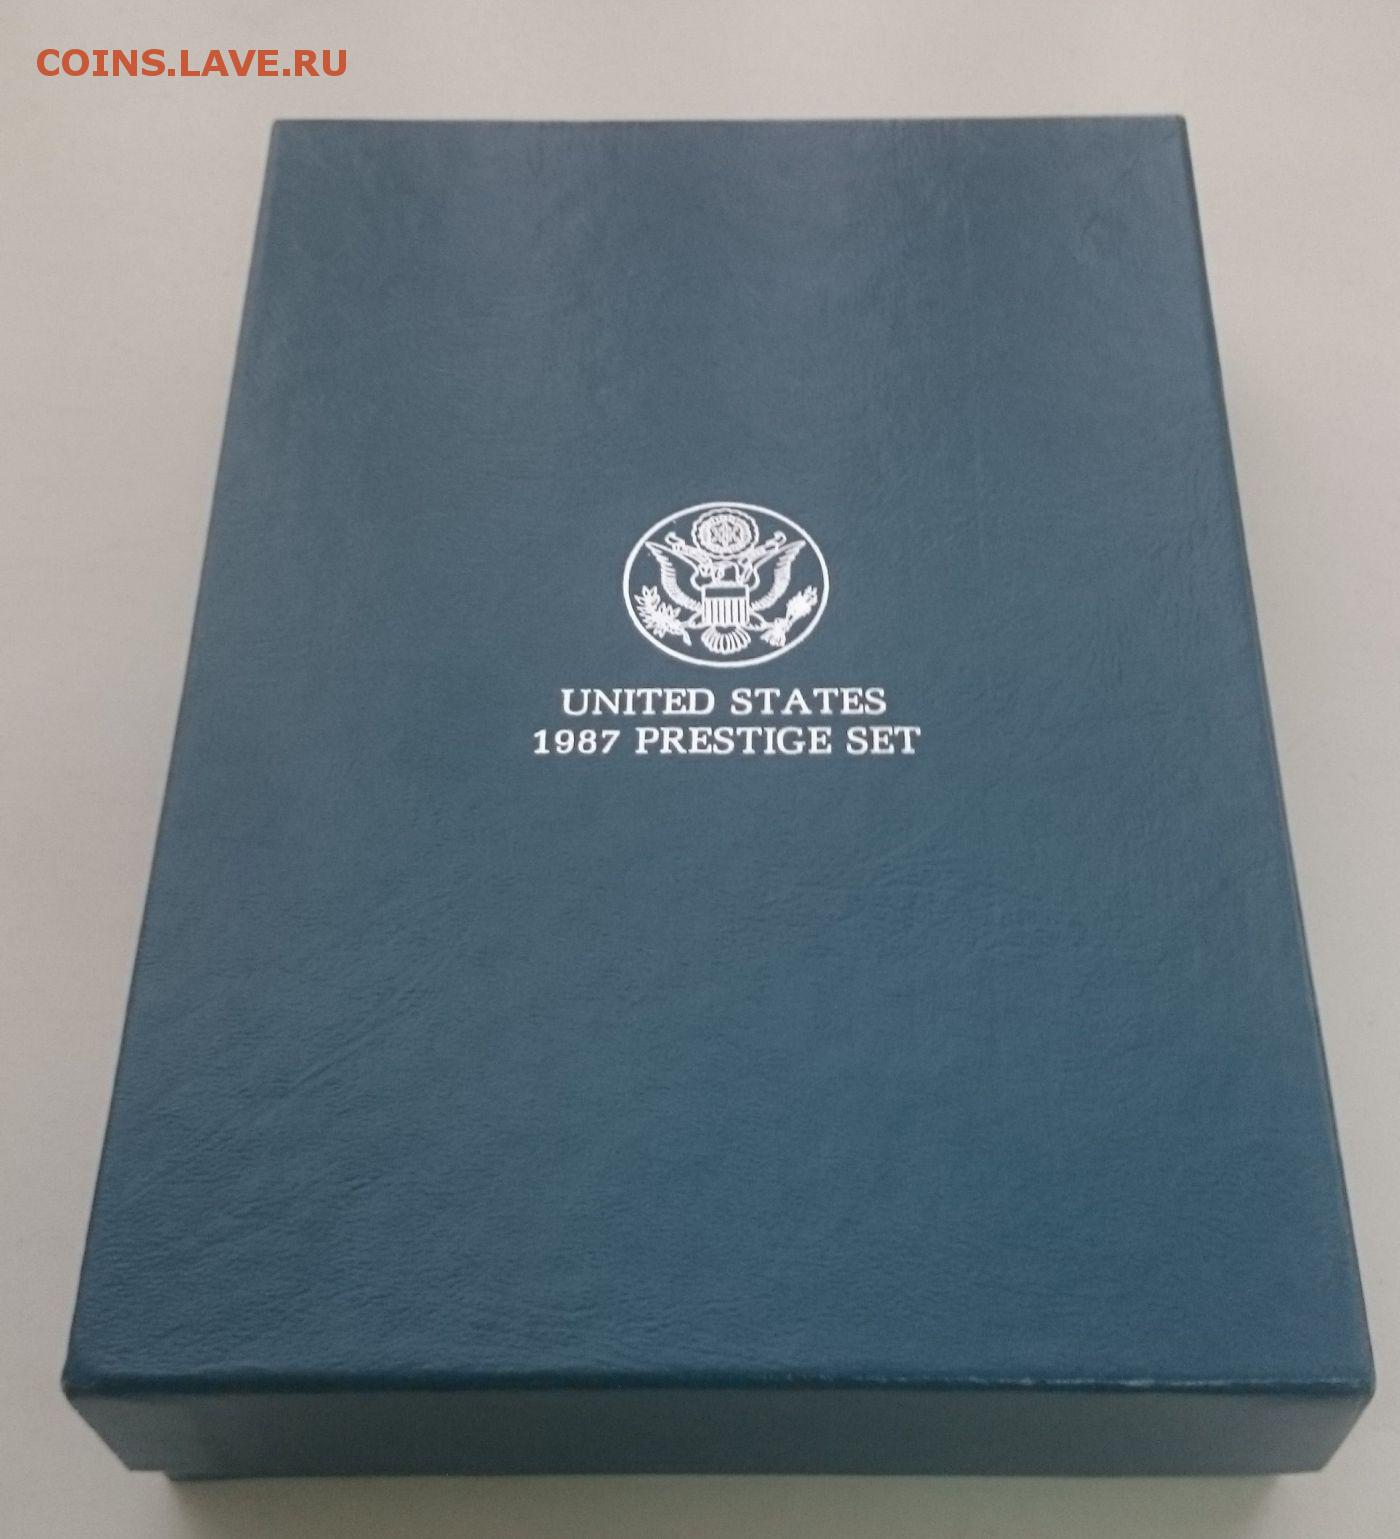 COINS.LAVE.RU
UNITED STATES
1987 PRESTIGE SET